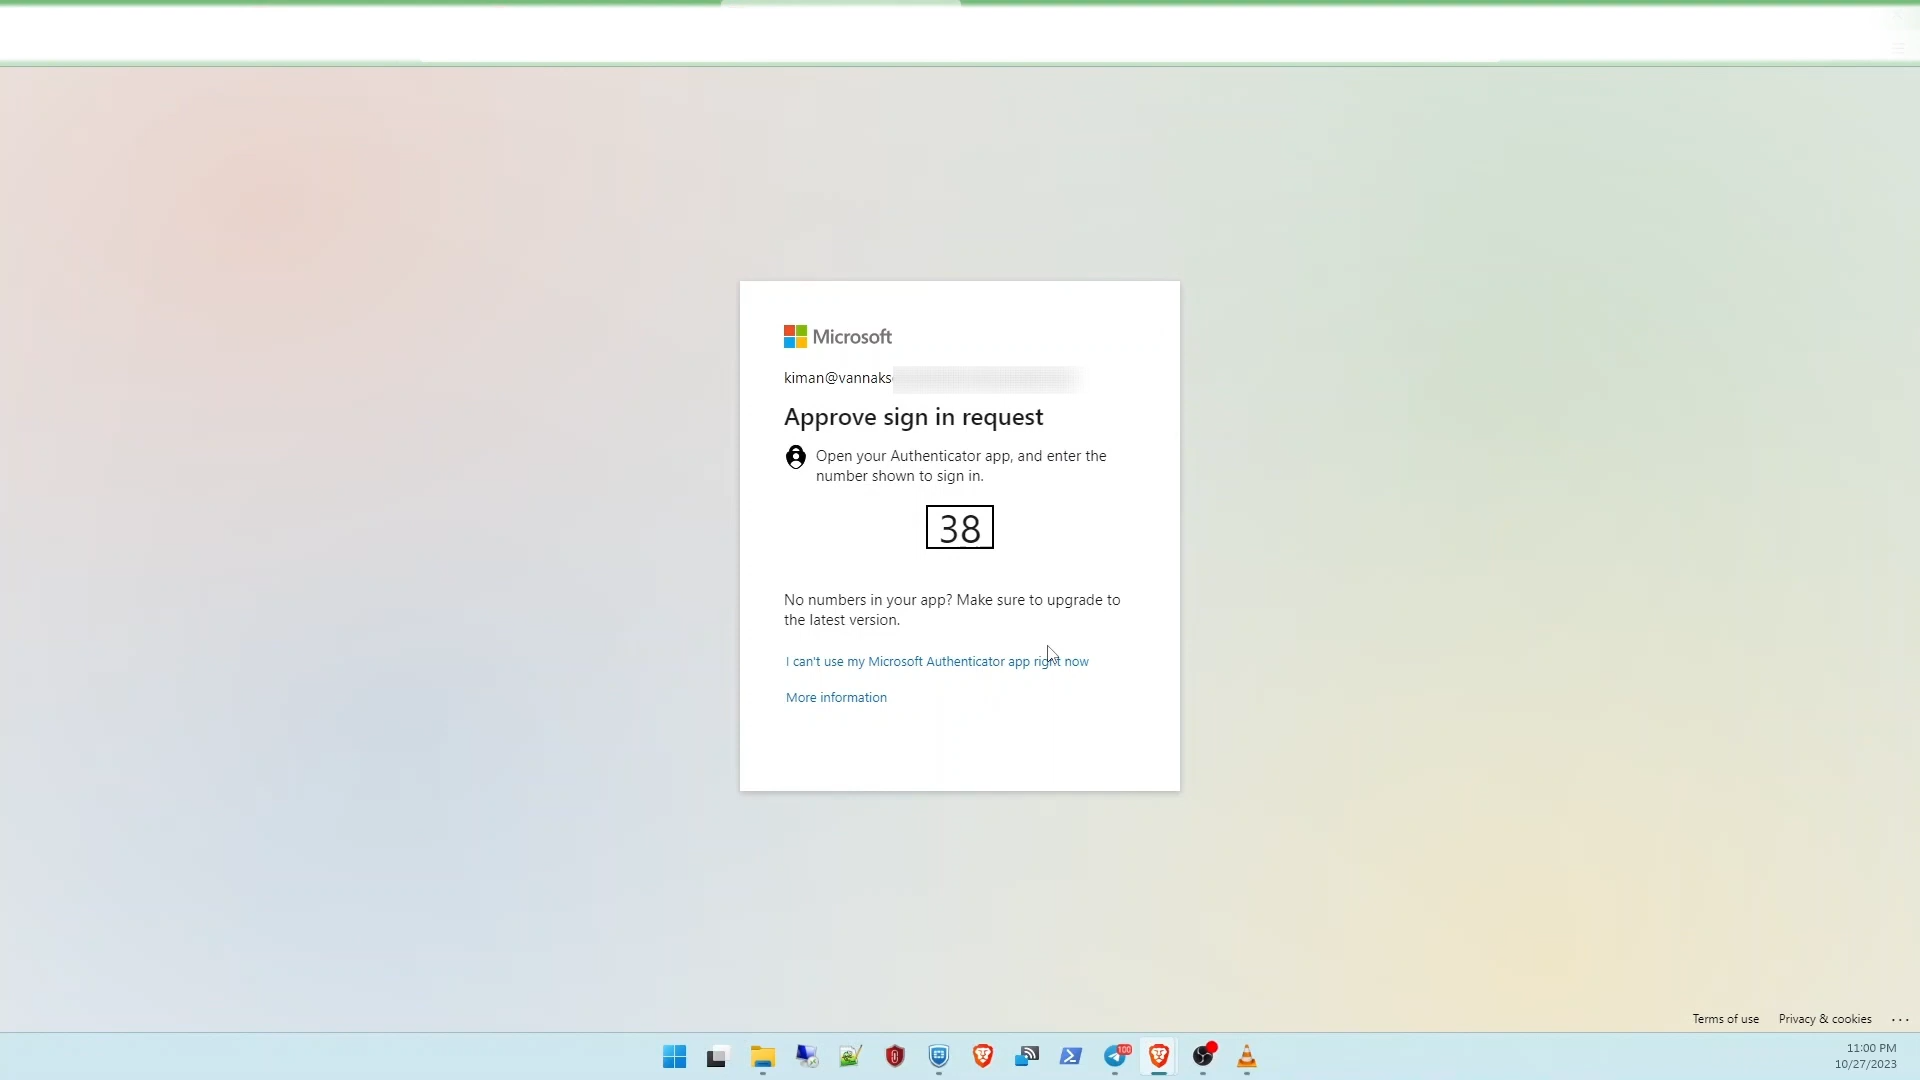 Microsoft
kiman@vannaks
Approve sign in request
Open your Authenticator app, and enter the
number shown to sign in.
38
No numbers in your app? Make sure to upgrade to
the latest version.
I can't use my Microsoft Authenticator app right now
More information
Terms of use Privacy & cookies ...
100
11:00 PM
10/27/2023